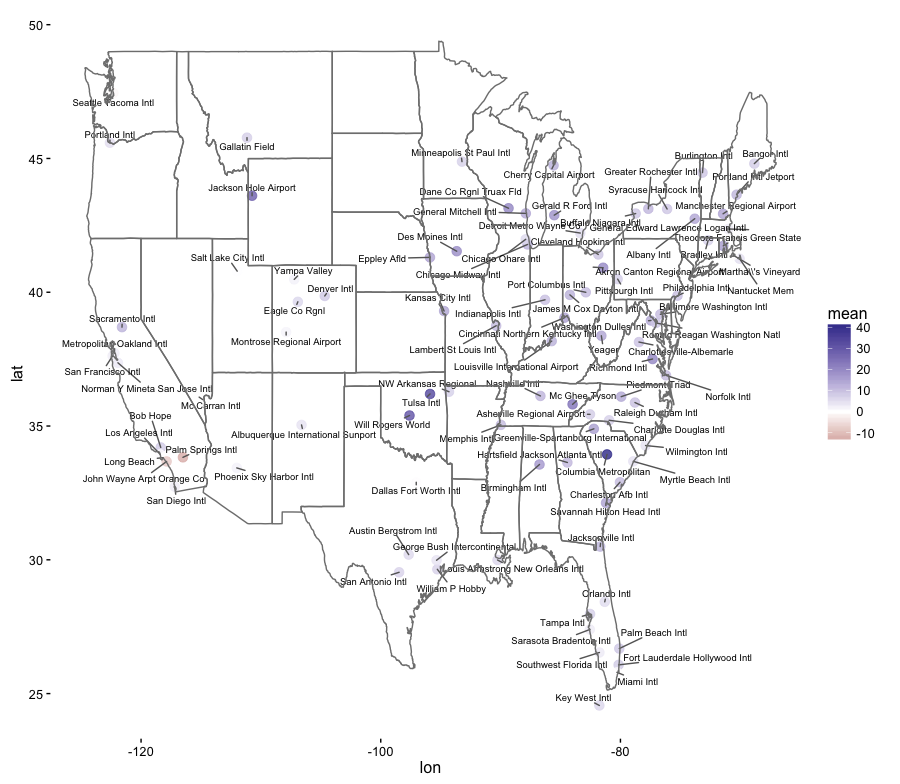 50
45
40
35
30
25
lat
-120
-100
-80
lon
mean
40
30
20
10
0
-10
Seattle Tacoma Intl
Portland Intl
Gallatin Field
Jackson Hole Airport
Salt Lake City Intl
Yampa Valley
Denver Intl
Eagle Co Rgnl
Montrose Regional Airport
Sacramento Intl
Metropolitan Oakland Intl
San Francisco Intl
Norman Y Mineta San Jose Intl
Mc Carran Intl
Bob Hope
Los Angeles Intl
Palm Springs Intl
Long Beach
John Wayne Arpt Orange Co
San Diego Intl
Phoenix Sky Harbor Intl
Albuquerque International Sunport
Minneapolis St Paul Intl
Cherry Capital Airport
Dane Co Rgnl Truax Fld
General Mitchell Intl
Gerald R Ford Intl
Detroit Metro Wayne Co
Buffalo Niagara Intl
Greater Rochester Intl
Syracuse Hancock Intl
Burlington Intl
Bangor Intl
Portland Intl Jetport
Manchester Regional Airport
General Edward Lawrence Logan Intl
Theodore Francis Green State
Albany Intl
Bradley Intl
Martha\'s Vineyard
Nantucket Mem
Des Moines Intl
Eppley Afld
Chicago Ohare Intl
Chicago Midway Intl
Cleveland Hopkins Intl
Akron Canton Regional Airport
Port Columbus Intl
Pittsburgh Intl
Philadelphia Intl
Kansas City Intl
Indianapolis Intl
James M Cox Dayton Intl
Baltimore Washington Intl
Washington Dulles Intl
Ronald Reagan Washington Natl
Cincinnati Northern Kentucky Intl
Lambert St Louis Intl
Yeager
Charlottesville-Albemarle
Louisville International Airport
Richmond Intl
NW Arkansas Regional
Nashville Intl
Mc Ghee Tyson
Piedmont Triad
Norfolk Intl
Tulsa Intl
Will Rogers World
Asheville Regional Airport
Raleigh Durham Intl
Charlotte Douglas Intl
Memphis Intl
Greenville-Spartanburg International
Wilmington Intl
Hartsfield Jackson Atlanta Intl
Columbia Metropolitan
Myrtle Beach Intl
Birmingham Intl
Charleston Afb Intl
Savannah Hilton Head Intl
Dallas Fort Worth Intl
Austin Bergstrom Intl
George Bush Intercontinental
Louis Armstrong New Orleans Intl
San Antonio Intl
William P Hobby
Jacksonville Intl
Orlando Intl
Tampa Intl
Sarasota Bradenton Intl
Palm Beach Intl
Southwest Florida Intl
Fort Lauderdale Hollywood Intl
Miami Intl
Key West Intl